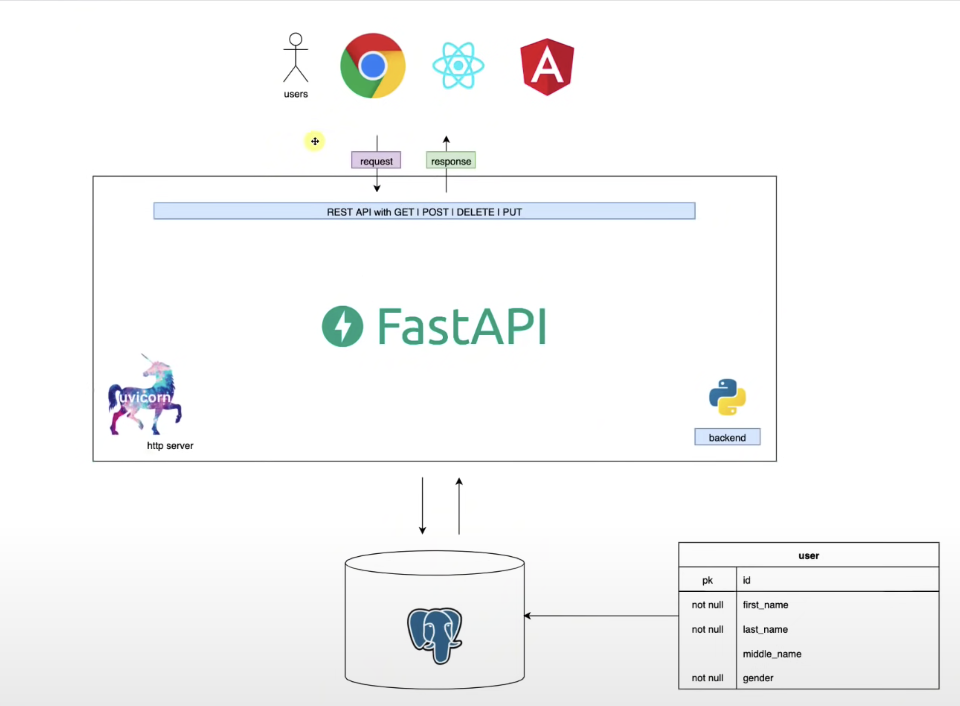 users
request
response
REST API with GET | POST | DELETE | PUT
FastAPI
uvicorn
http server
backend
user
pk id
not null first_name
not null last_name
middle_name
not null gender